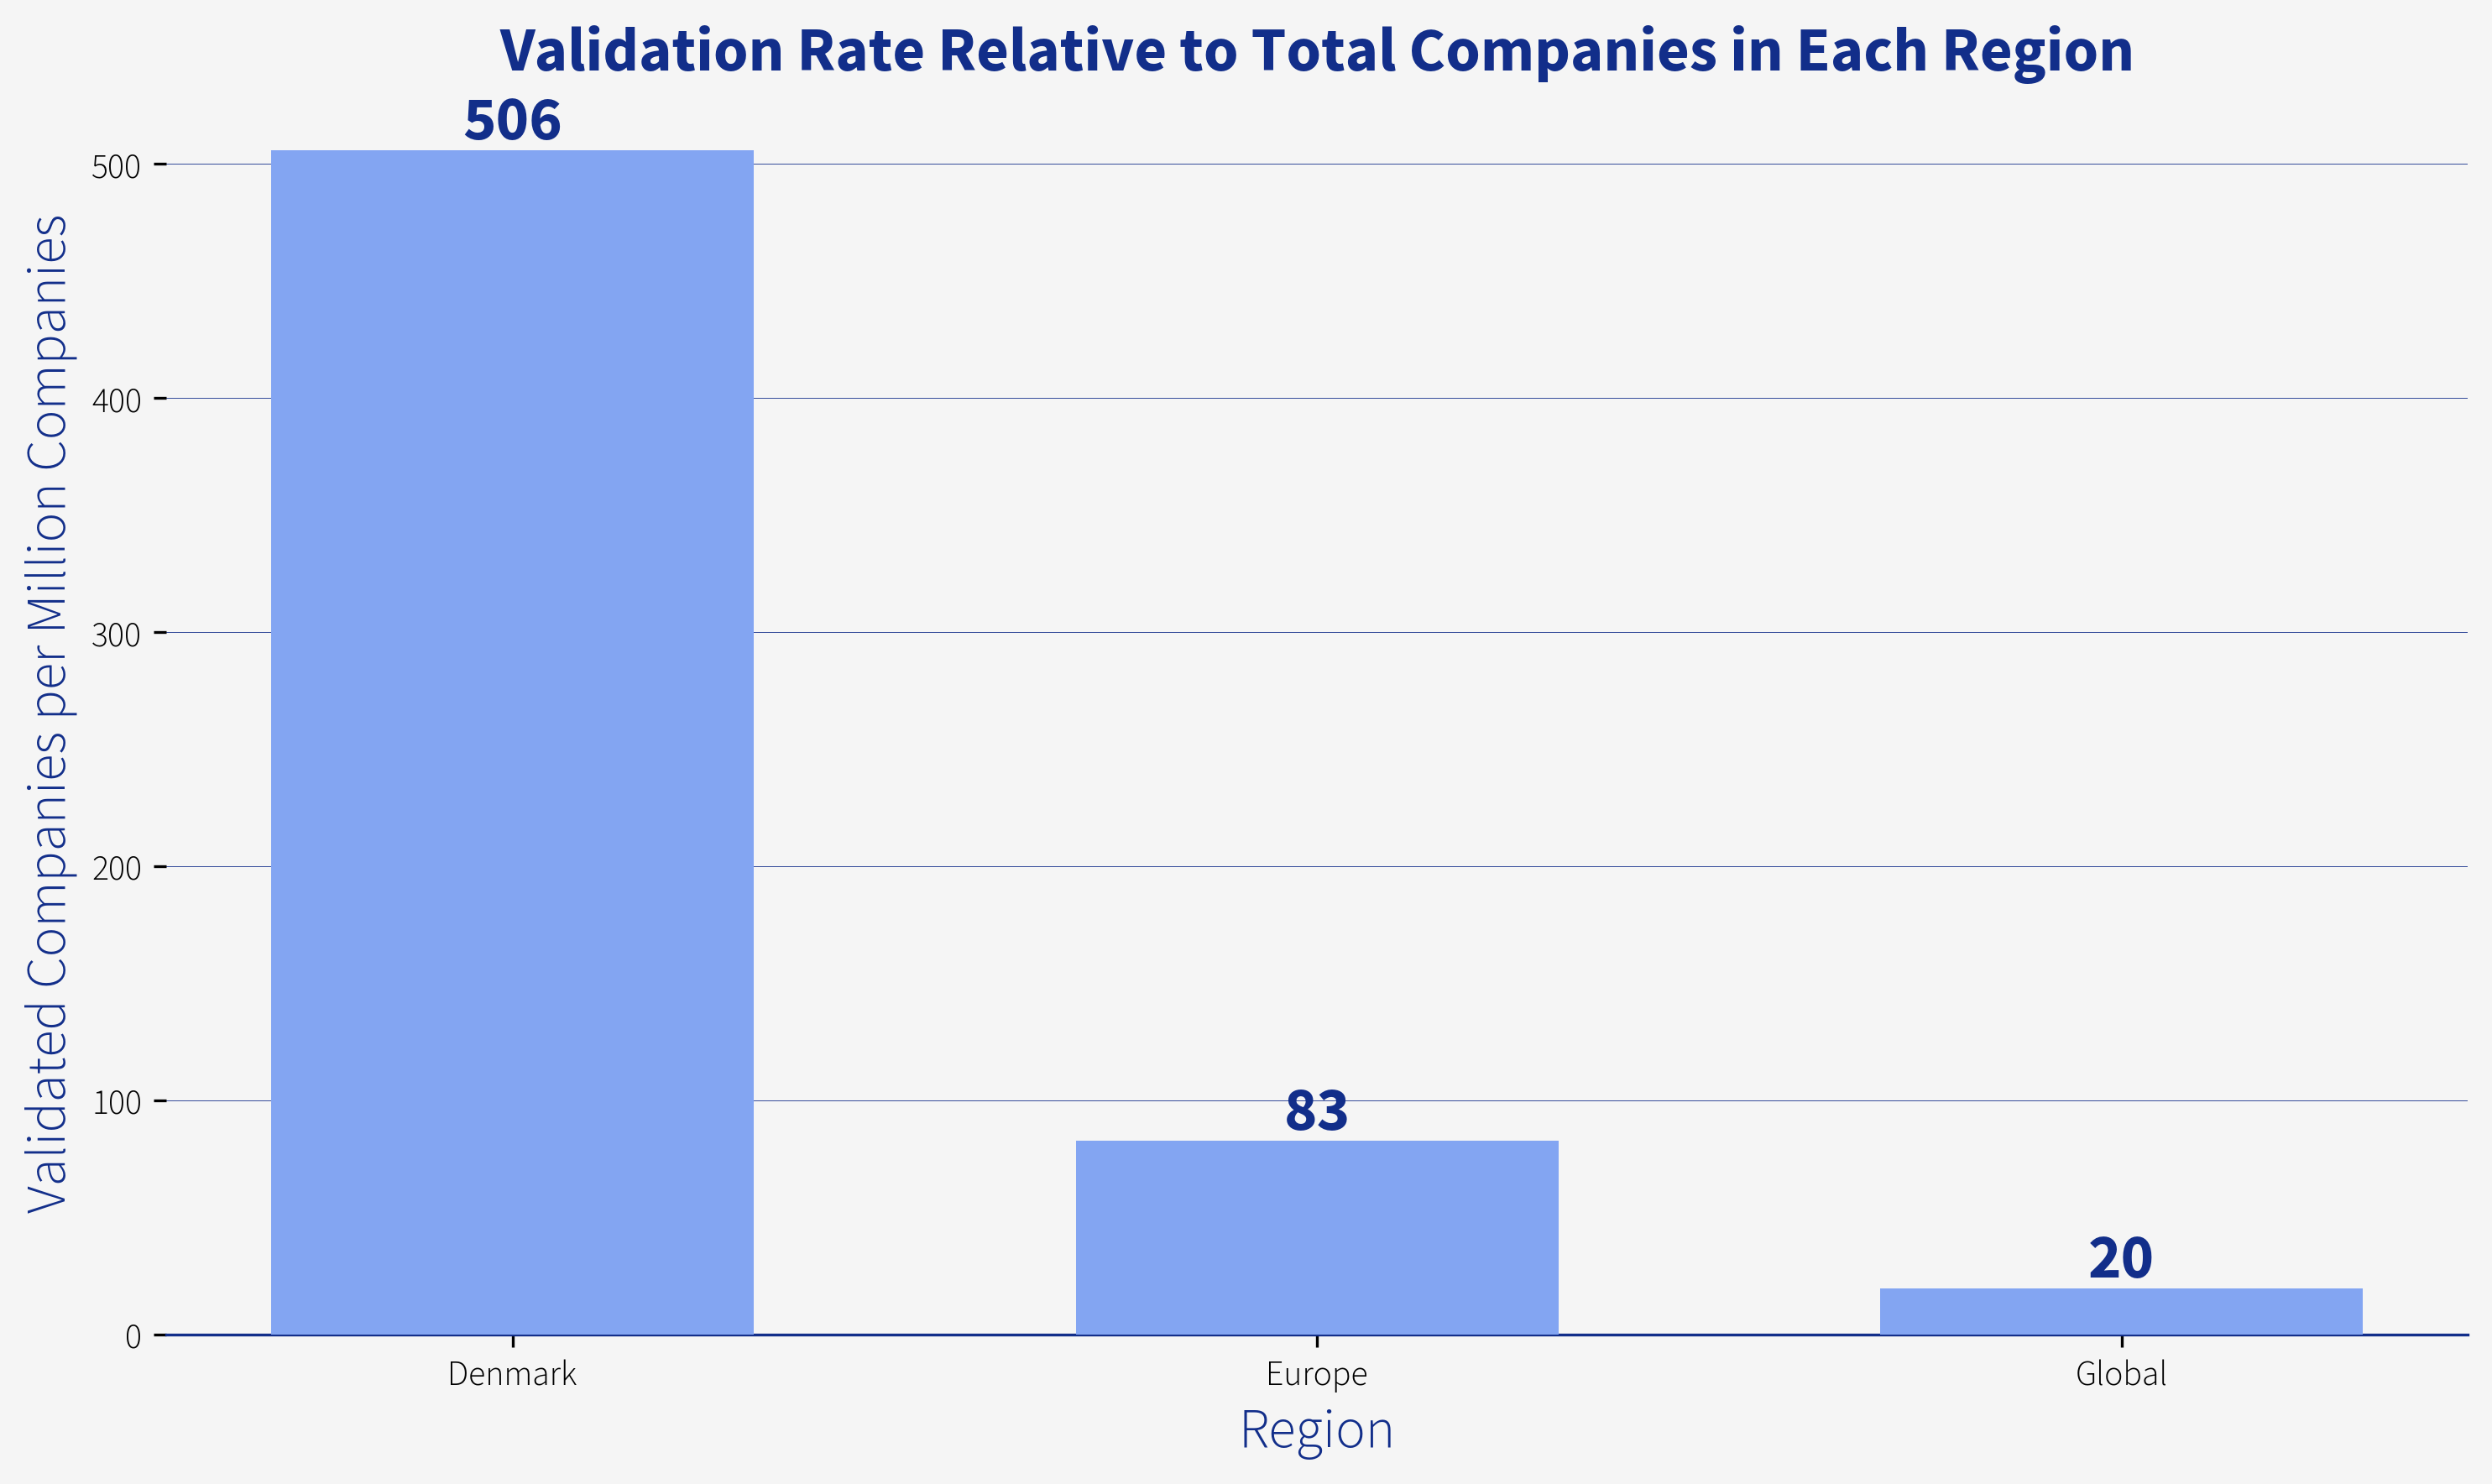 Validation Rate Relative to Total Companies in Each Region
506
500
400
300
200
100
0
Validated Companies per Million Companies
83
20
Denmark
Europe
Global
Region